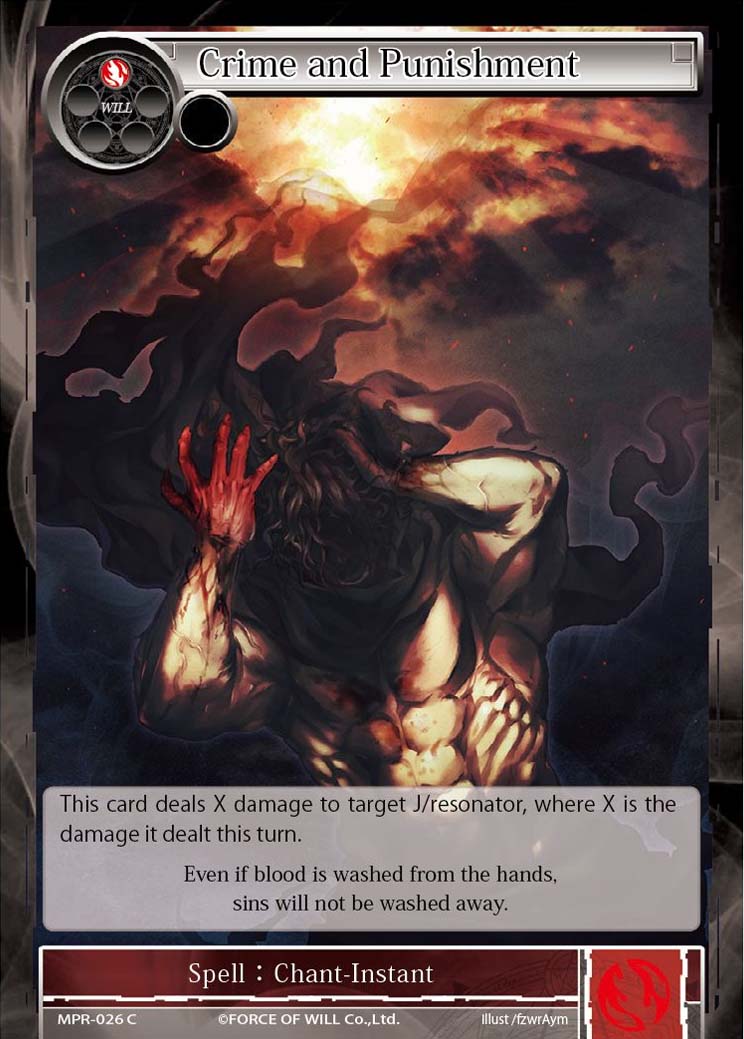 Crime and Punishment
WILL
This card deals X damage to target J/resonator, where X is the
damage it dealt this turn.
Even if blood is washed from the hands,
sins will not be washed away.
Spell : Chant-Instant
MPR-026 C ©FORCE OF WILL Co.,Ltd. Illust /fzwrAym